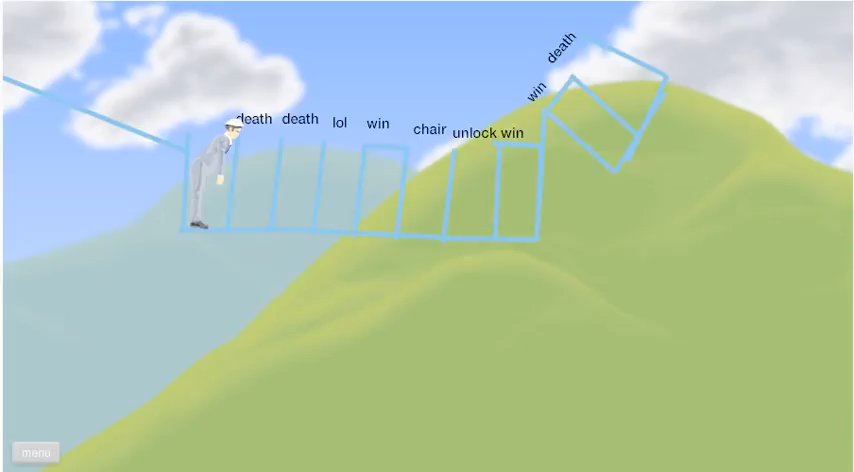 death
win
death
death
lol
win
chair
unlock win
menu